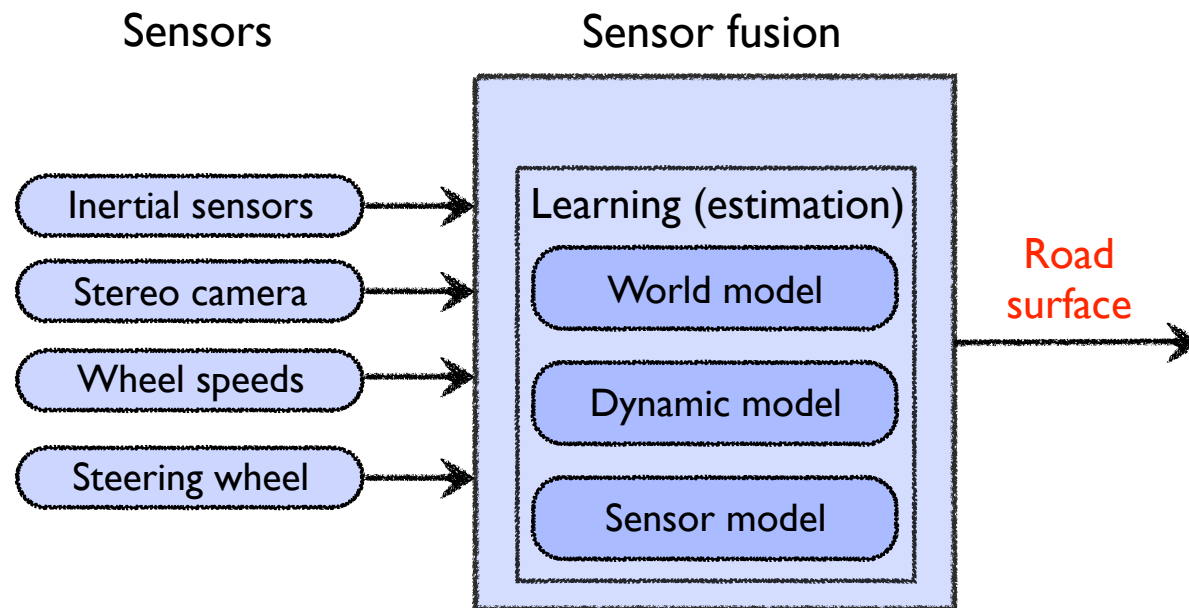 Sensors
Sensor fusion
Inertial sensors
Stereo camera
Wheel speeds
Steering wheel
Learning (estimation)
World model
Dynamic model
Sensor model
Road
surface